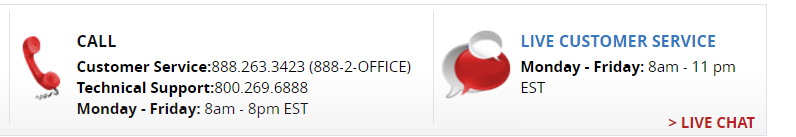 CALL
Customer Service:888.263.3423 (888-2-OFFICE)
Technical Support:800.269.6888
Monday - Friday: 8am - 8pm EST
LIVE CUSTOMER SERVICE
Monday - Friday: 8am - 11 pm
EST
> LIVE CHAT